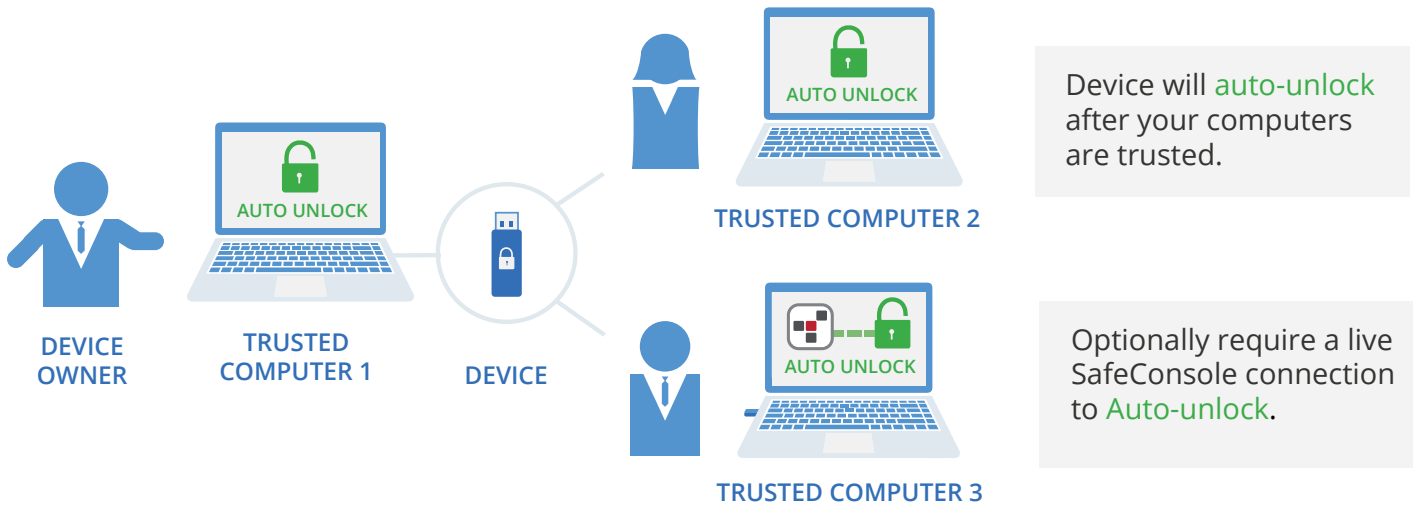 AUTO UNLOCK
DEVICE
OWNER
TRUSTED
COMPUTER 1
DEVICE
AUTO UNLOCK
TRUSTED COMPUTER 2
Device will auto-unlock
after your computers
are trusted.
AUTO UNLOCK
TRUSTED COMPUTER 3
Optionally require a live
SafeConsole connection
to Auto-unlock.